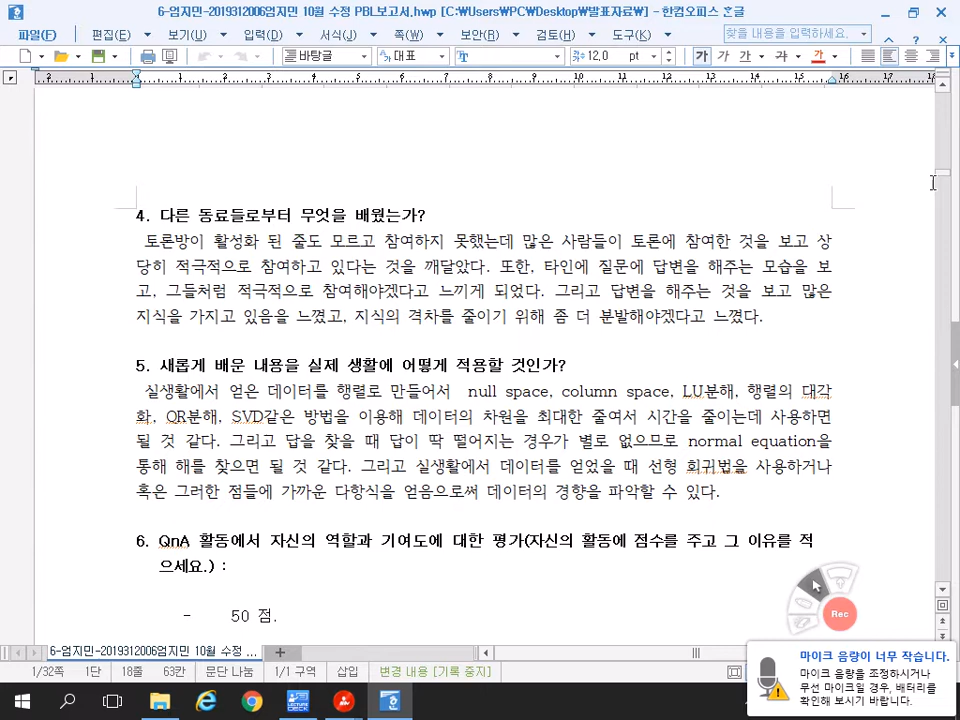 6-엄지민-2019312006엄지민 10월 수정 PBL보고서.hwp [C:\Users\PC\Desktop\발표자료\] - 한컴오피스 한글
파일(F) 편집(E) 보기(U) 입력(D) 서식(J) 쪽(W) 보안(R) 검토(H) 도구(K) 찾을 내용을 입력하세요.
바탕글 대표 12,0 pt 가 가 가 가 가
2 1 1 2 3 4 5 6 7 8 9 10 11 12 13 14 15 16 17 18
4. 다른 동료들로부터 무엇을 배웠는가?
토론방이 활성화 된 줄도 모르고 참여하지 못했는데 많은 사람들이 토론에 참여한 것을 보고 상
당히 적극적으로 참여하고 있다는 것을 깨달았다. 또한, 타인에 질문에 답변을 해주는 모습을 보
고, 그들처럼 적극적으로 참여해야겠다고 느끼게 되었다. 그리고 답변을 해주는 것을 보고 많은
지식을 가지고 있음을 느꼈고, 지식의 격차를 줄이기 위해 좀 더 분발해야겠다고 느꼈다.
5. 새롭게 배운 내용을 실제 생활에 어떻게 적용할 것인가?
실생활에서 얻은 데이터를 행렬로 만들어서 null space, column space, LU분해, 행렬의 대각
화, QR분해, SVD같은 방법을 이용해 데이터의 차원을 최대한 줄여서 시간을 줄이는데 사용하면
될 것 같다. 그리고 답을 찾을 때 답이 딱 떨어지는 경우가 별로 없으므로 normal equation을
통해 해를 찾으면 될 것 같다. 그리고 실생활에서 데이터를 얻었을 때 선형 회귀법을 사용하거나
혹은 그러한 점들에 가까운 다항식을 얻음으로써 데이터의 경향을 파악할 수 있다.
6. QnA 활동에서 자신의 역할과 기여도에 대한 평가(자신의 활동에 점수를 주고 그 이유를 적
으세요.) :
- 50 점.
Rec
6-엄지민-2019312006엄지민 10월 수정 ...
1/32쪽 1단 18줄 63칸 문단 나눔 1/1 구역 삽입 변경 내용 [기록 중지]
마이크 음량이 너무 작습니다.
마이크 음량을 조정하시거나
무선 마이크일 경우, 배터리를
확인해 보시기 바랍니다.
LECTURE